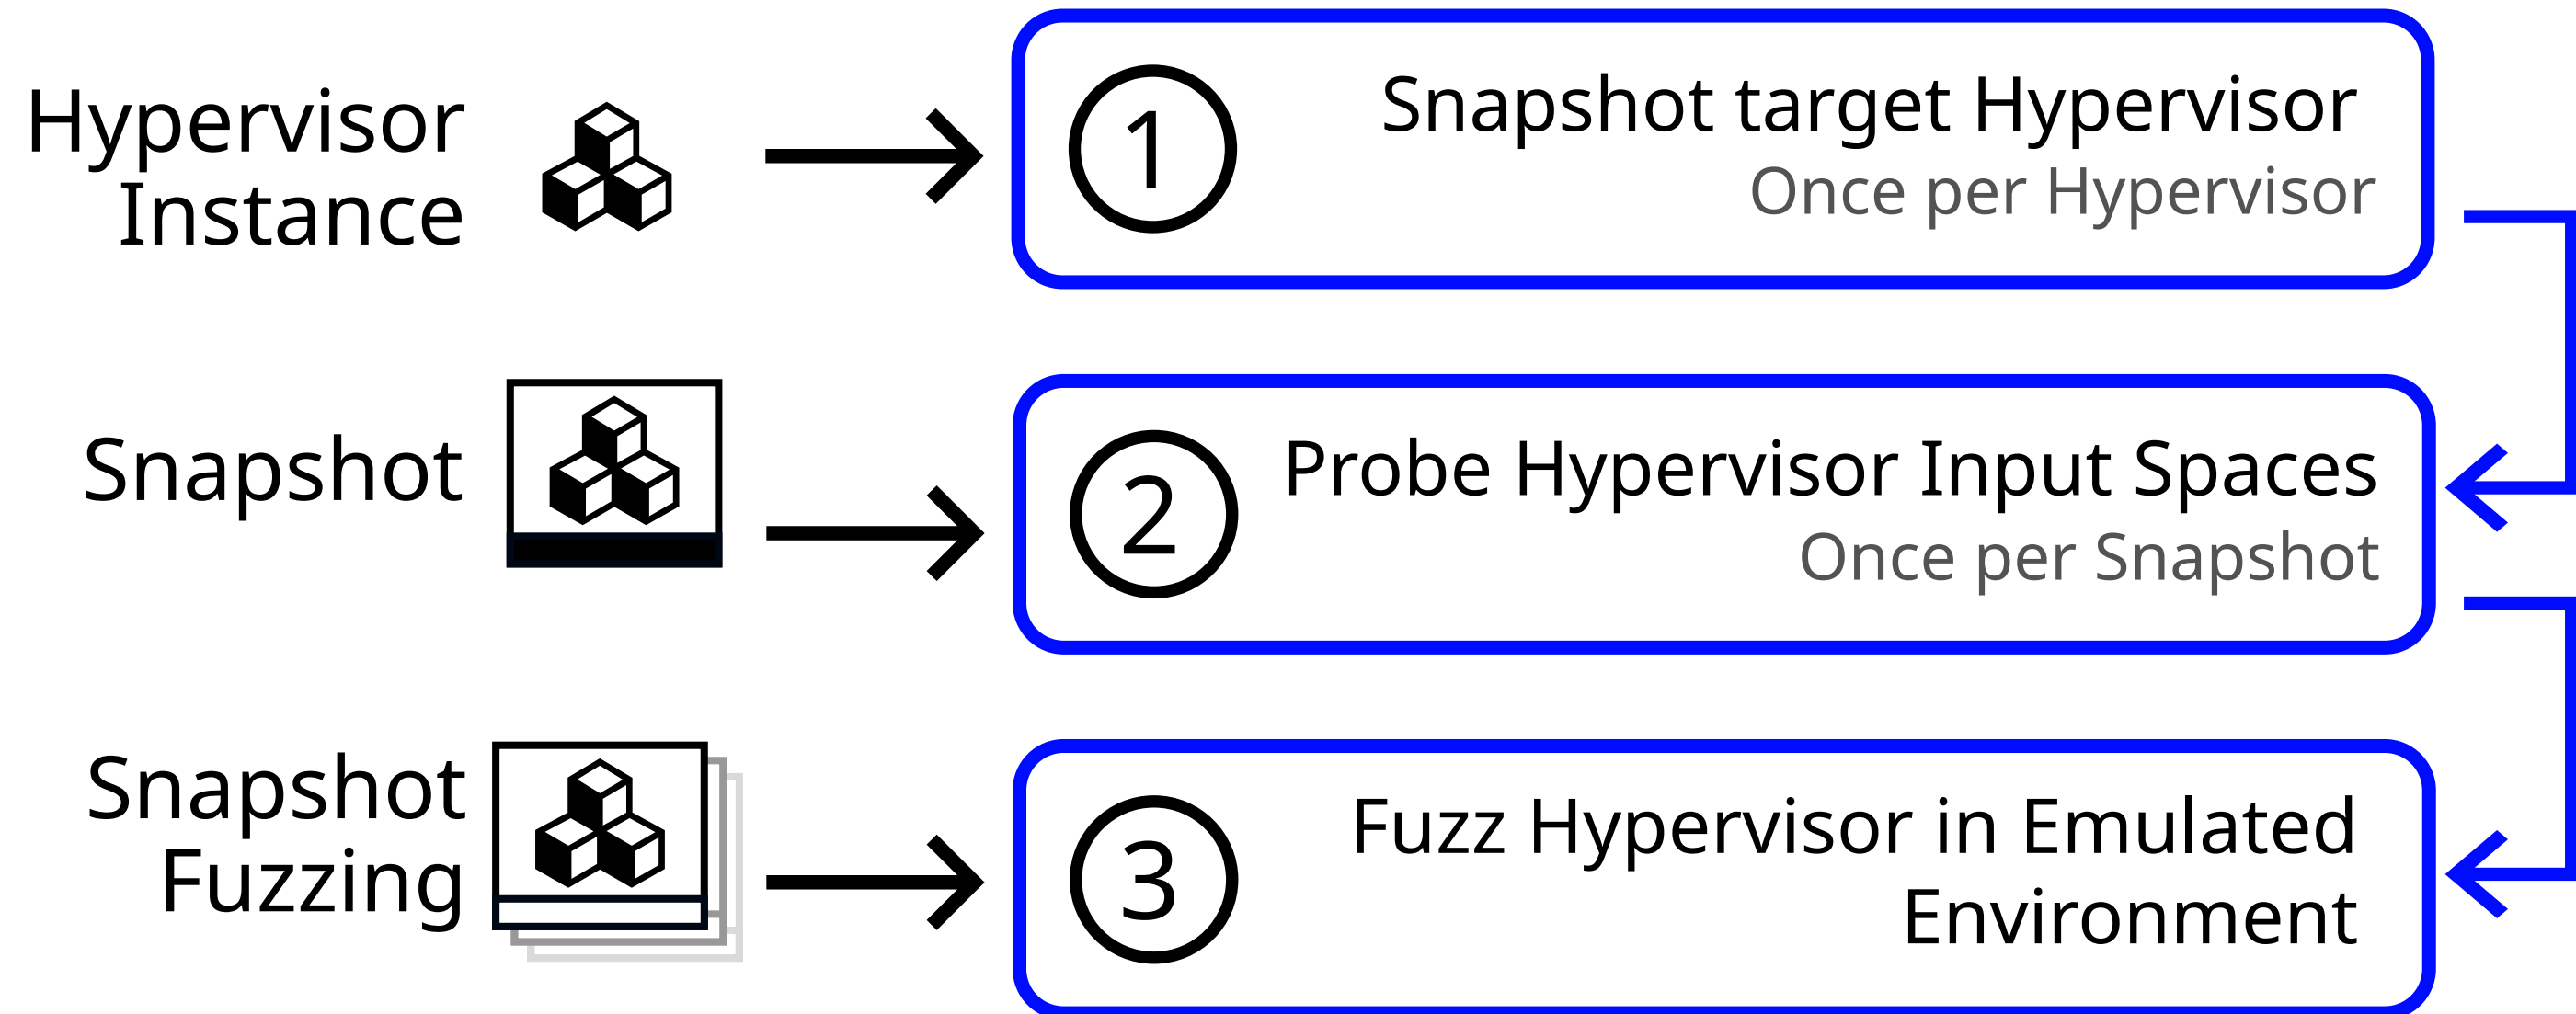 Hypervisor
Instance
1
Snapshot target Hypervisor
Once per Hypervisor
Snapshot
2
Probe Hypervisor Input Spaces
Once per Snapshot
Snapshot
Fuzzing
3
Fuzz Hypervisor in Emulated
Environment